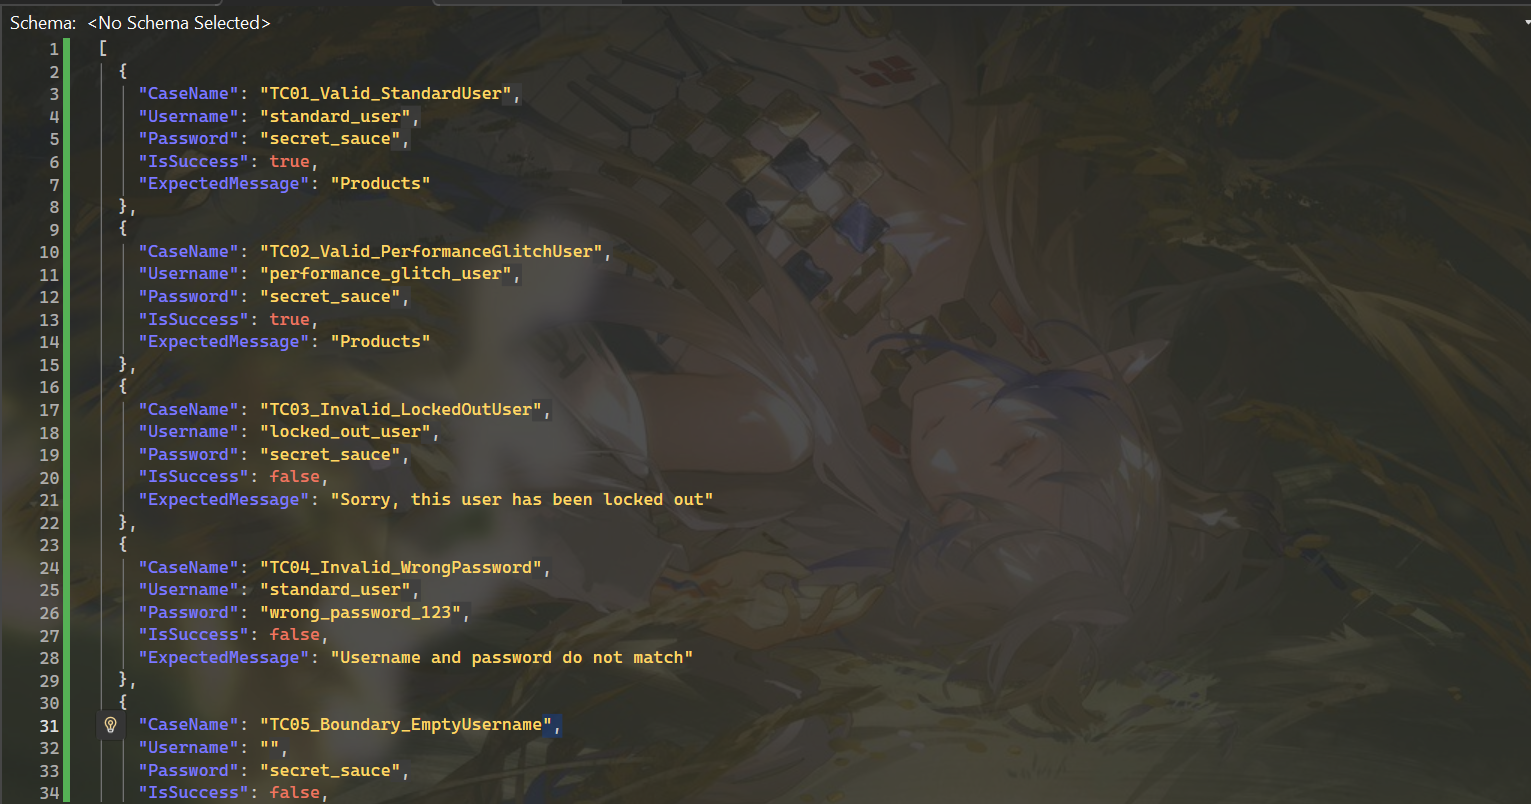 Schema: <No Schema Selected>
1 [
2 {
3 "CaseName": "TC01_Valid_StandardUser",
4 "Username": "standard_user",
5 "Password": "secret_sauce",
6 "IsSuccess": true,
7 "ExpectedMessage": "Products"
8 },
9 {
10 "CaseName": "TC02_Valid_PerformanceGlitchUser",
11 "Username": "performance_glitch_user",
12 "Password": "secret_sauce",
13 "IsSuccess": true,
14 "ExpectedMessage": "Products"
15 },
16 {
17 "CaseName": "TC03_Invalid_LockedOutUser",
18 "Username": "locked_out_user",
19 "Password": "secret_sauce",
20 "IsSuccess": false,
21 "ExpectedMessage": "Sorry, this user has been locked out"
22 },
23 {
24 "CaseName": "TC04_Invalid_WrongPassword",
25 "Username": "standard_user",
26 "Password": "wrong_password_123",
27 "IsSuccess": false,
28 "ExpectedMessage": "Username and password do not match"
29 },
30 {
31 "CaseName": "TC05_Boundary_EmptyUsername",
32 "Username": "",
33 "Password": "secret_sauce",
34 "IsSuccess": false,